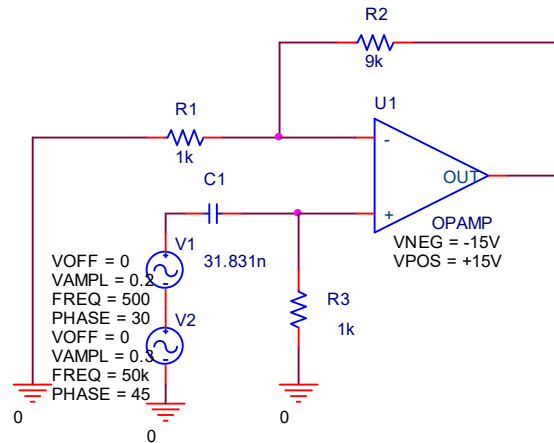 R2
9k
U1
R1
1k
-
OUT
+
OPAMP
VNEG = -15V
VPOS = +15V
C1
31.831n
V1
VOFF = 0
VAMPL = 0.2
FREQ = 500
PHASE = 30
V2
VOFF = 0
VAMPL = 0.3
FREQ = 50k
PHASE = 45
R3
1k
0
0
0